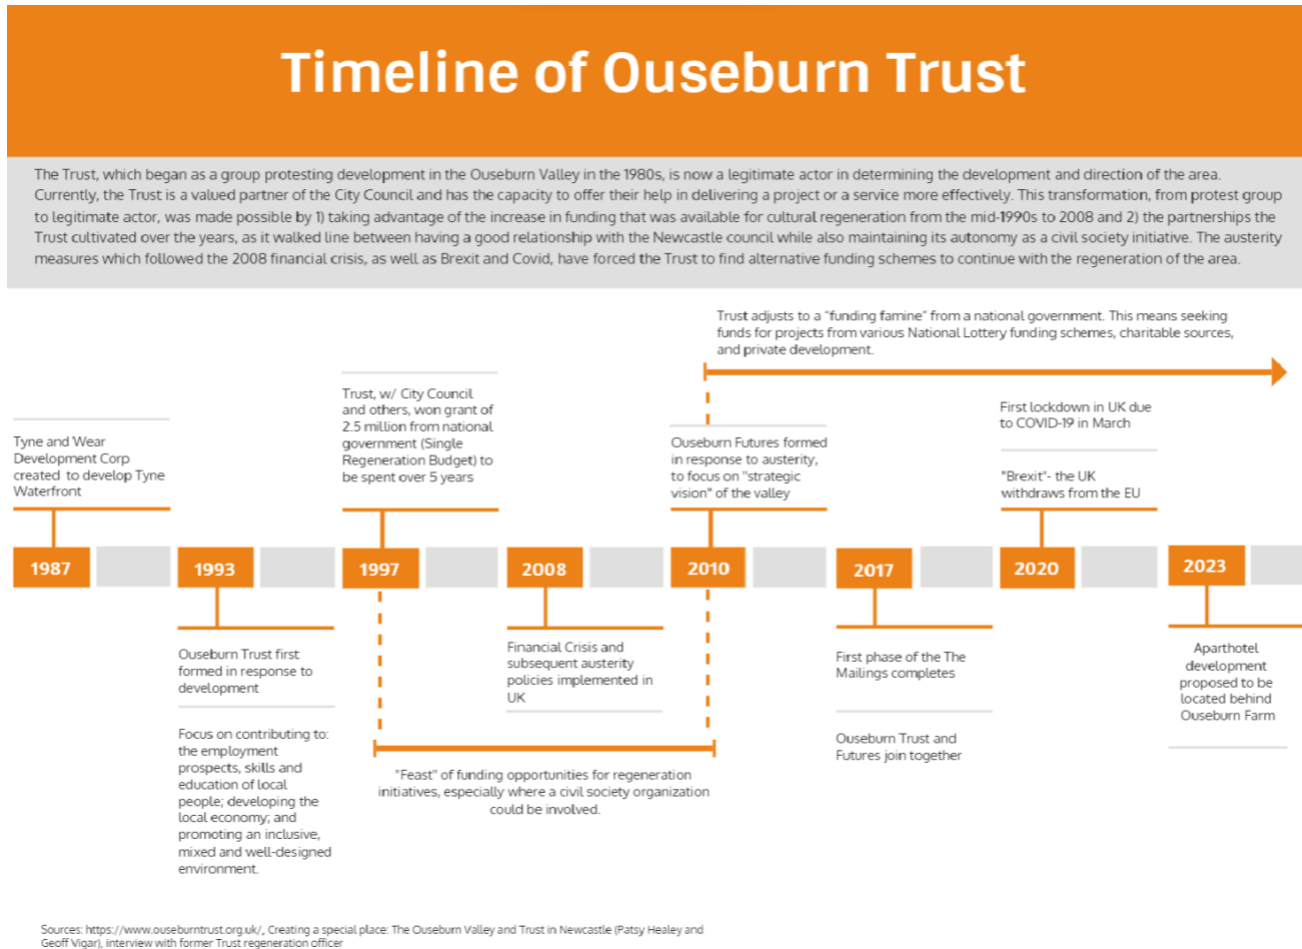 Timeline of Ouseburn Trust
The Trust, which began as a group protesting development in the Ouseburn Valley in the 1980s, is now a legitimate actor in determining the development and direction of the area.
Currently, the Trust is a valued partner of the City Council and has the capacity to offer their help in delivering a project or a service more effectively. This transformation, from protest group
to legitimate actor, was made possible by 1) taking advantage of the increase in funding that was available for cultural regeneration from the mid-1990s to 2008 and 2) the partnerships the
Trust cultivated over the years, as it walked line between having a good relationship with the Newcastle council while also maintaining its autonomy as a civil society initiative. The austerity
measures which followed the 2008 financial crisis, as well as Brexit and Covid, have forced the Trust to find alternative funding schemes to continue with the regeneration of the area.
Trust adjusts to a "funding famine" from a national government. This means seeking
funds for projects from various National Lottery funding schemes, charitable sources,
and private development.
Tyne and Wear
Development Corp
created to develop Tyne
Waterfront
Trust, w/ City Council
and others, won grant of
2.5 million from national
government (Single
Regeneration Budget) to
be spent over 5 years
Ouseburn Futures formed
in response to austerity,
to focus on "strategic
vision" of the valley
First lockdown in UK due
to COVID-19 in March
"Brexit"- the UK
withdraws from the EU
1987
1993
1997
2008
2010
2017
2020
2023
Ouseburn Trust first
formed in response to
development
Focus on contributing to:
the employment
prospects, skills and
education of local
people; developing the
local economy; and
promoting an inclusive,
mixed and well-designed
environment.
Financial Crisis and
subsequent austerity
policies implemented in
UK
"Feast" of funding opportunities for regeneration
initiatives, especially where a civil society organization
could be involved.
First phase of the The
Mailings completes
Ouseburn Trust and
Futures join together
Aparthotel
development
proposed to be
located behind
Ouseburn Farm
Sources: https://www.ouseburntrust.org.uk/, Creating a special place: The Ouseburn Valley and Trust in Newcastle (Patsy Healey and
Geoff Vigar), interview with former Trust regeneration officer